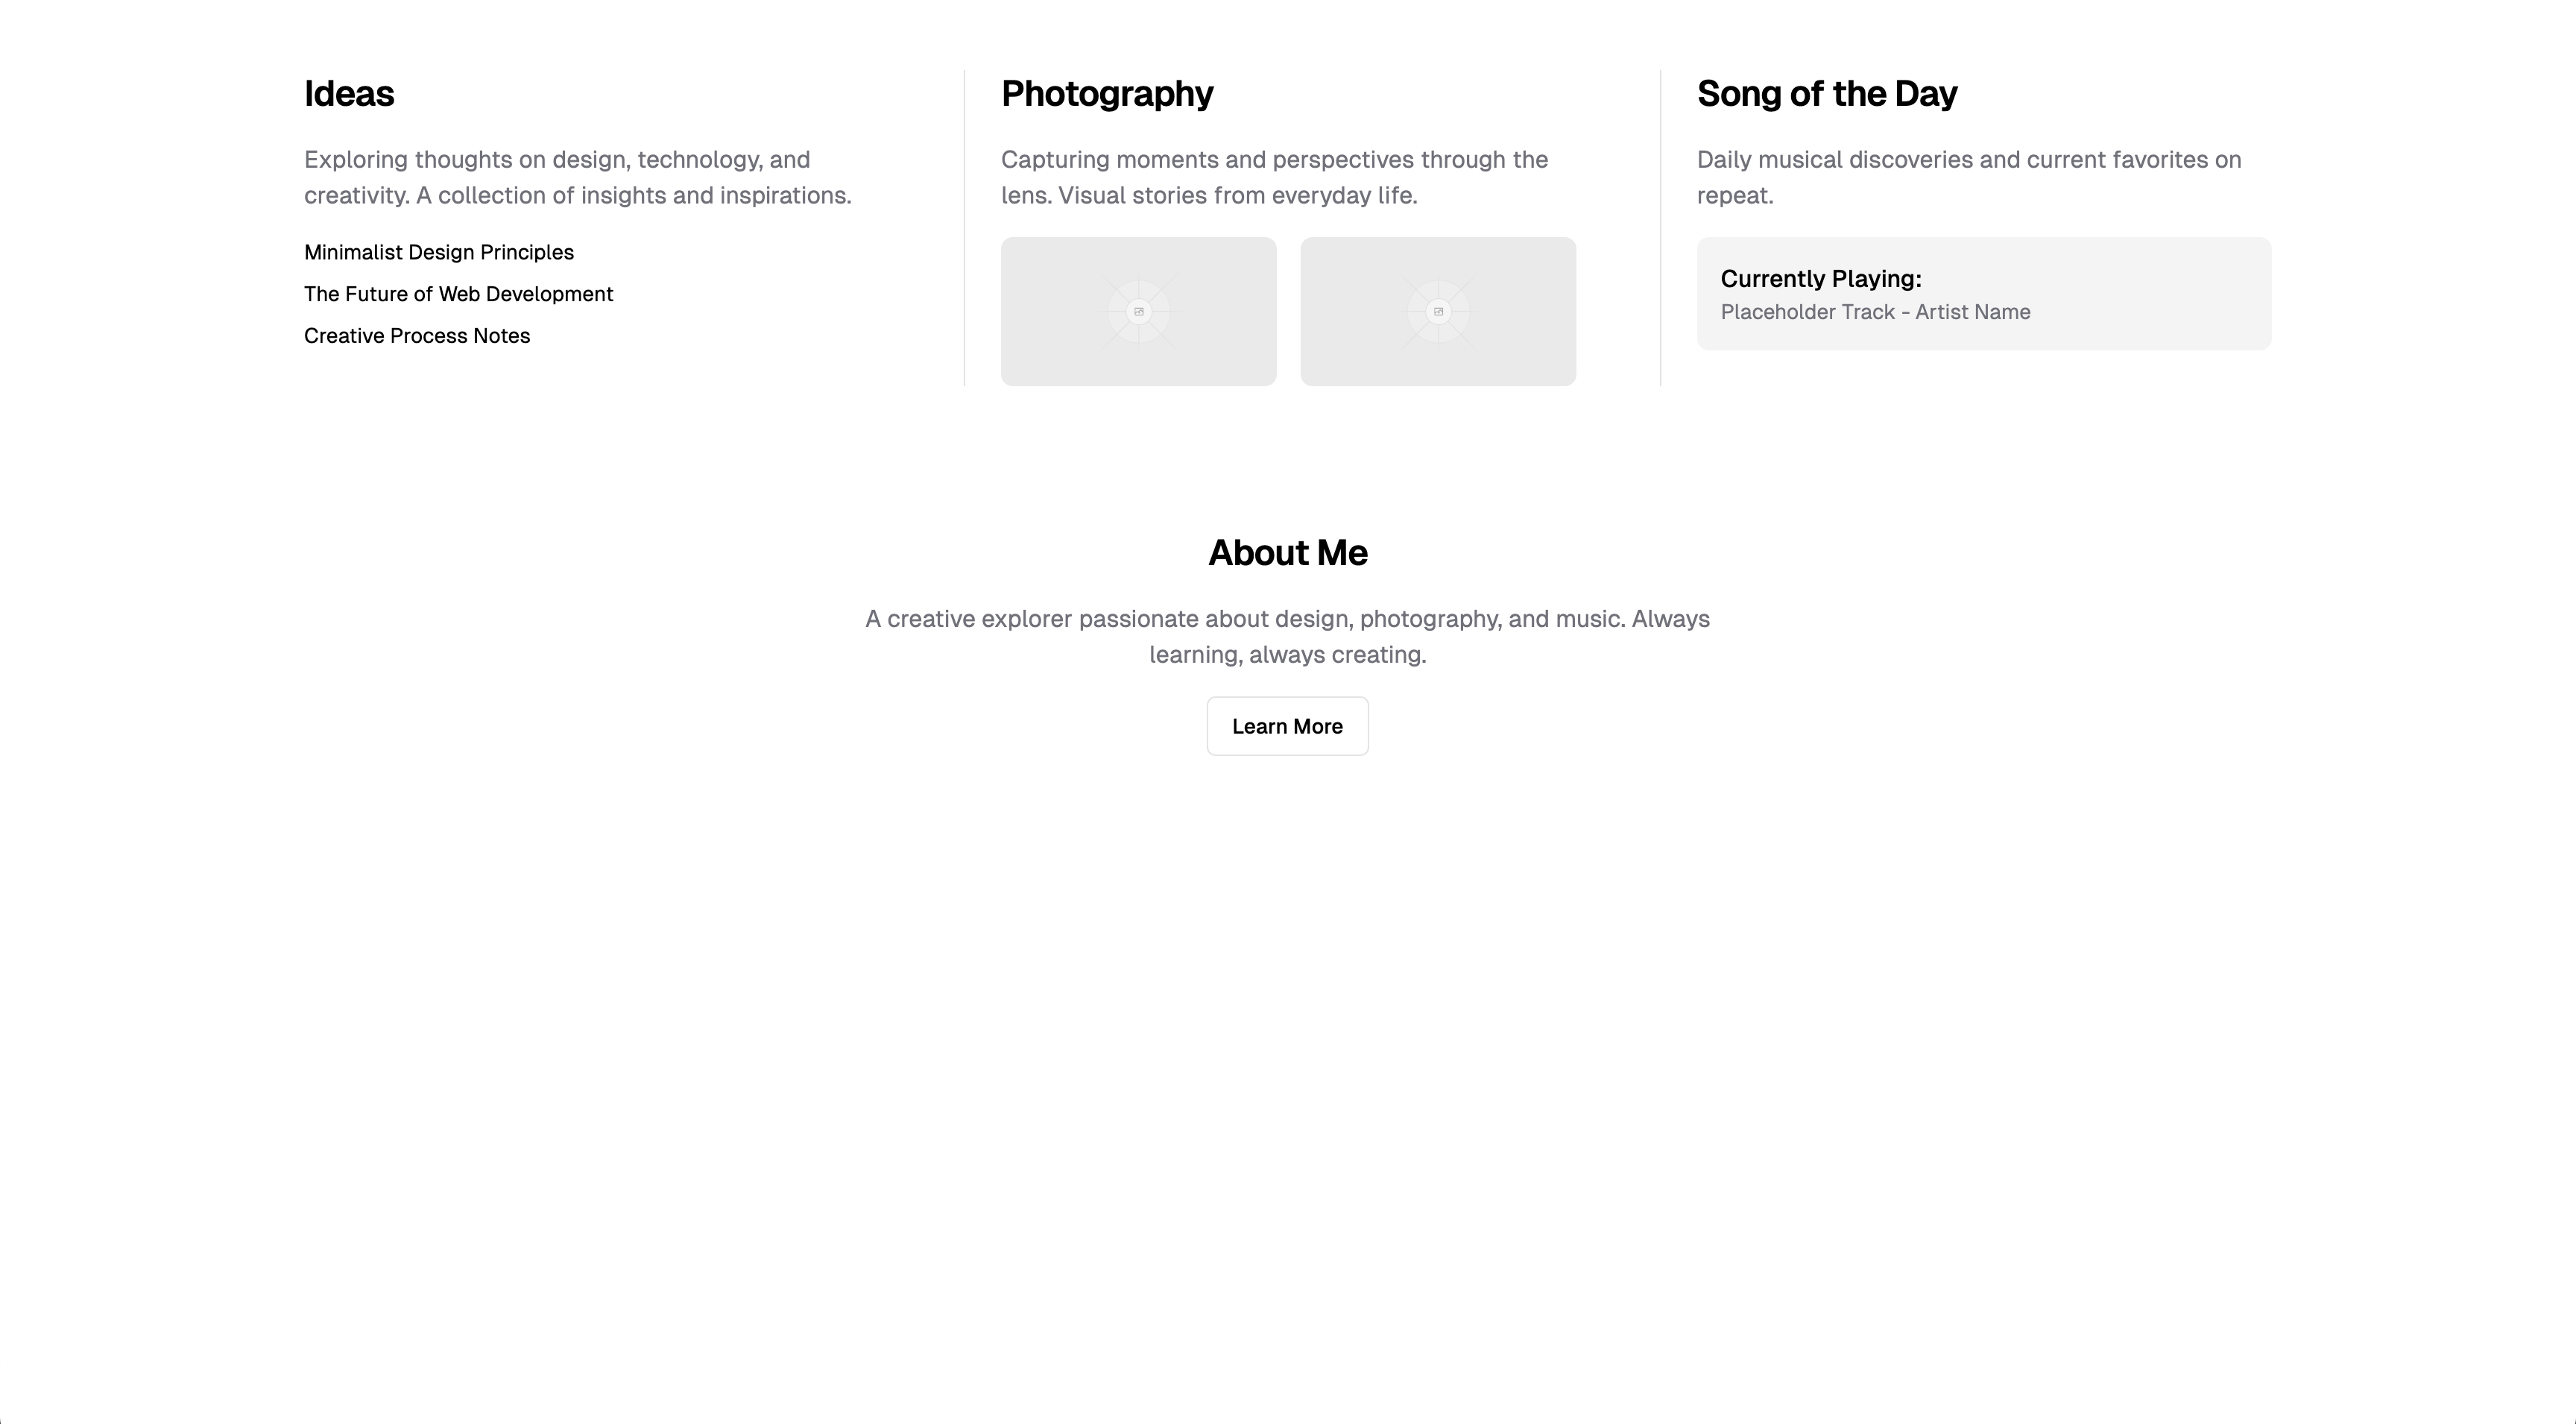 Ideas
Exploring thoughts on design, technology, and
creativity. A collection of insights and inspirations.
Minimalist Design Principles
The Future of Web Development
Creative Process Notes
Photography
Capturing moments and perspectives through the
lens. Visual stories from everyday life.
Song of the Day
Daily musical discoveries and current favorites on
repeat.
Currently Playing:
Placeholder Track - Artist Name
About Me
A creative explorer passionate about design, photography, and music. Always
learning, always creating.
Learn More